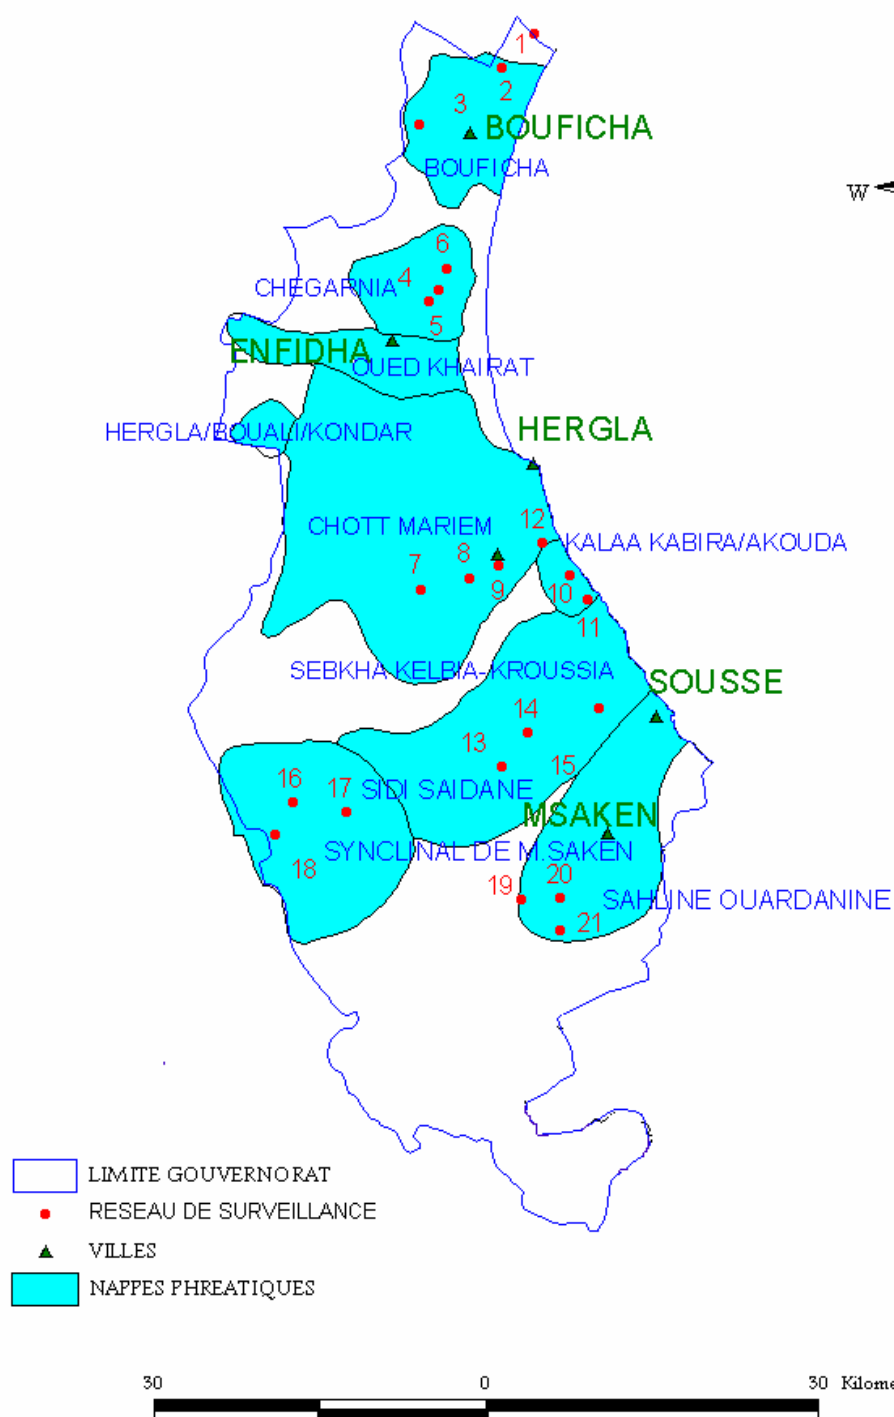 1
2
3
BOUFICHA
BOUFICHA
W
6
4
CHEGARNIA
5
ENFIDHA
OUED KHAIRAT
HERGLA/BOUALI/KONDAR
HERGLA
CHOTT MARIEM
12
KALAA KABIRA/AKOUDA
7
8
9
10
11
SEBKHA KELBIA-KROUSSIA
SOUSSE
14
13
15
16
17
SIDI SAIDANE
MSAKEN
18
SYNCLINAL DE M.SAKEN
19
20
SAHLINE OUARDANINE
21
LIMITE GOUVERNORAT
RESEAU DE SURVEILLANCE
VILLES
NAPPES PHREATIQUES
30 0 30 Kilome